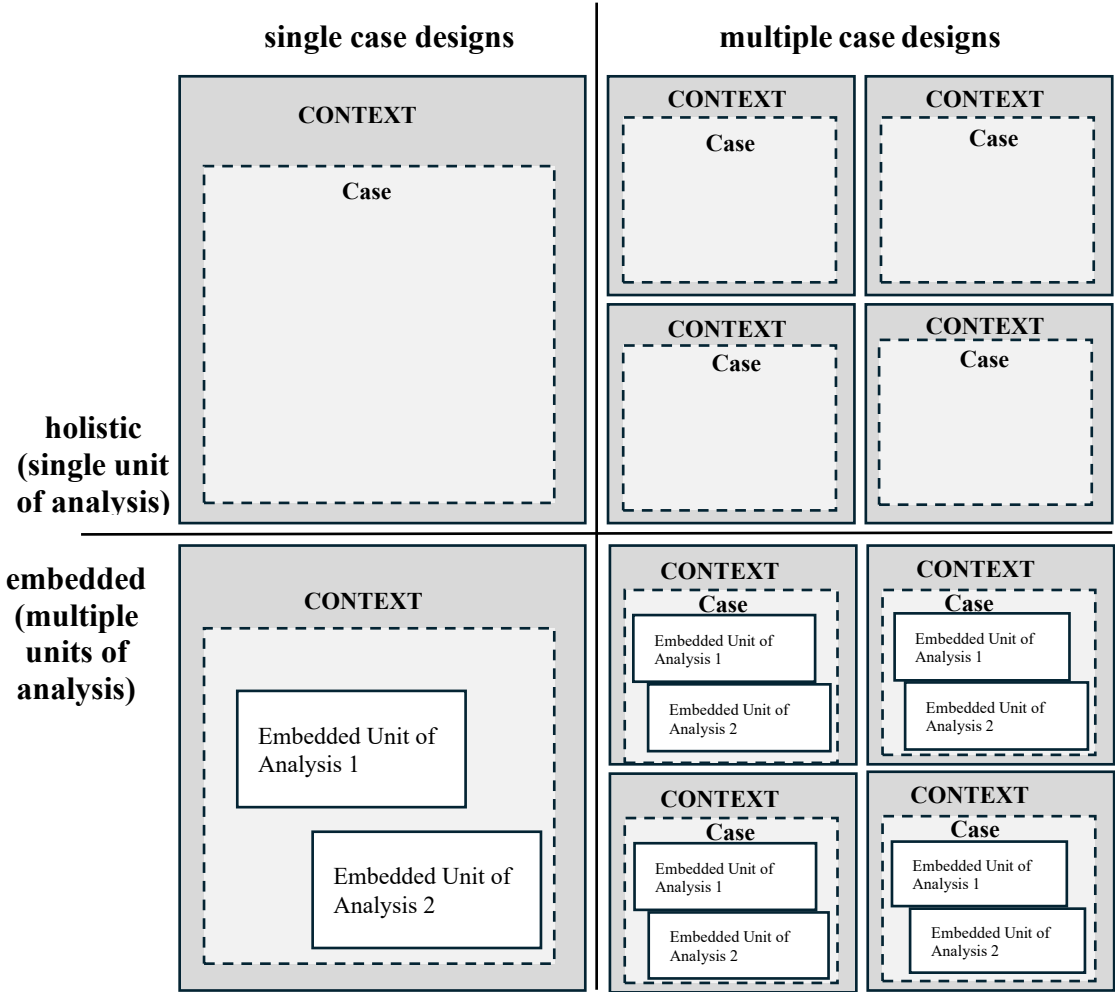 single case designs
multiple case designs
CONTEXT
Case
CONTEXT
Case
CONTEXT
Case
CONTEXT
Case
CONTEXT
Case
holistic
(single unit
of analysis)
embedded
(multiple
units of
analysis)
CONTEXT
Embedded Unit of
Analysis 1
Embedded Unit of
Analysis 2
CONTEXT
Case
Embedded Unit of
Analysis 1
Embedded Unit of
Analysis 2
CONTEXT
Case
Embedded Unit of
Analysis 1
Embedded Unit of
Analysis 2
CONTEXT
Case
Embedded Unit of
Analysis 1
Embedded Unit of
Analysis 2
CONTEXT
Case
Embedded Unit of
Analysis 1
Embedded Unit of
Analysis 2